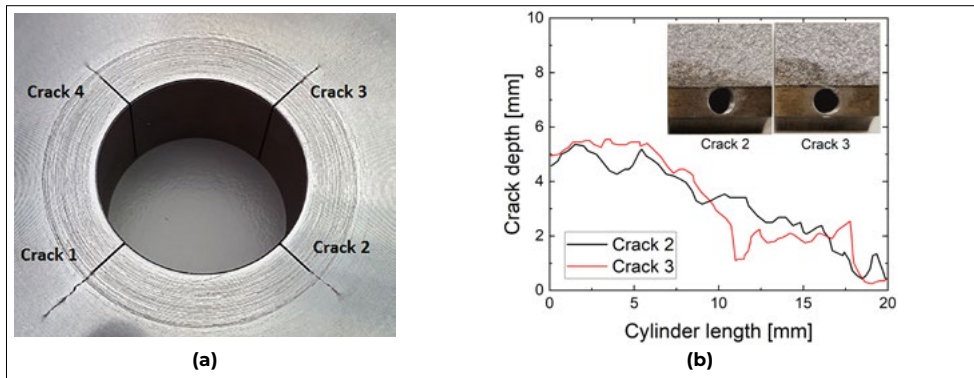 Crack 4
Crack 3
Crack 1
Crack 2
(a)
Crack depth [mm]
10
8
6
4
2
0
Crack 2
Crack 3
Crack 2
Crack 3
0
5
10
15
20
Cylinder length [mm]
(b)